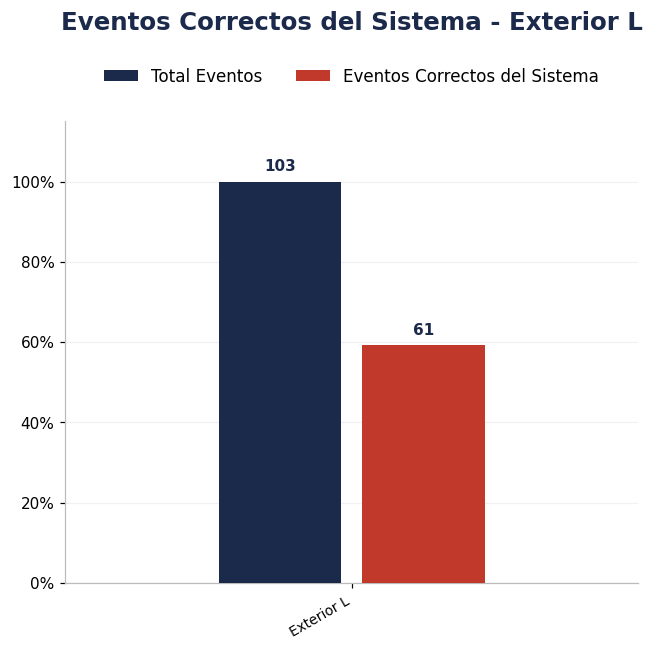 Eventos Correctos del Sistema - Exterior L
Total Eventos
Eventos Correctos del Sistema
103
100%
80%
61
60%
40%
20%
0%
Exterior L